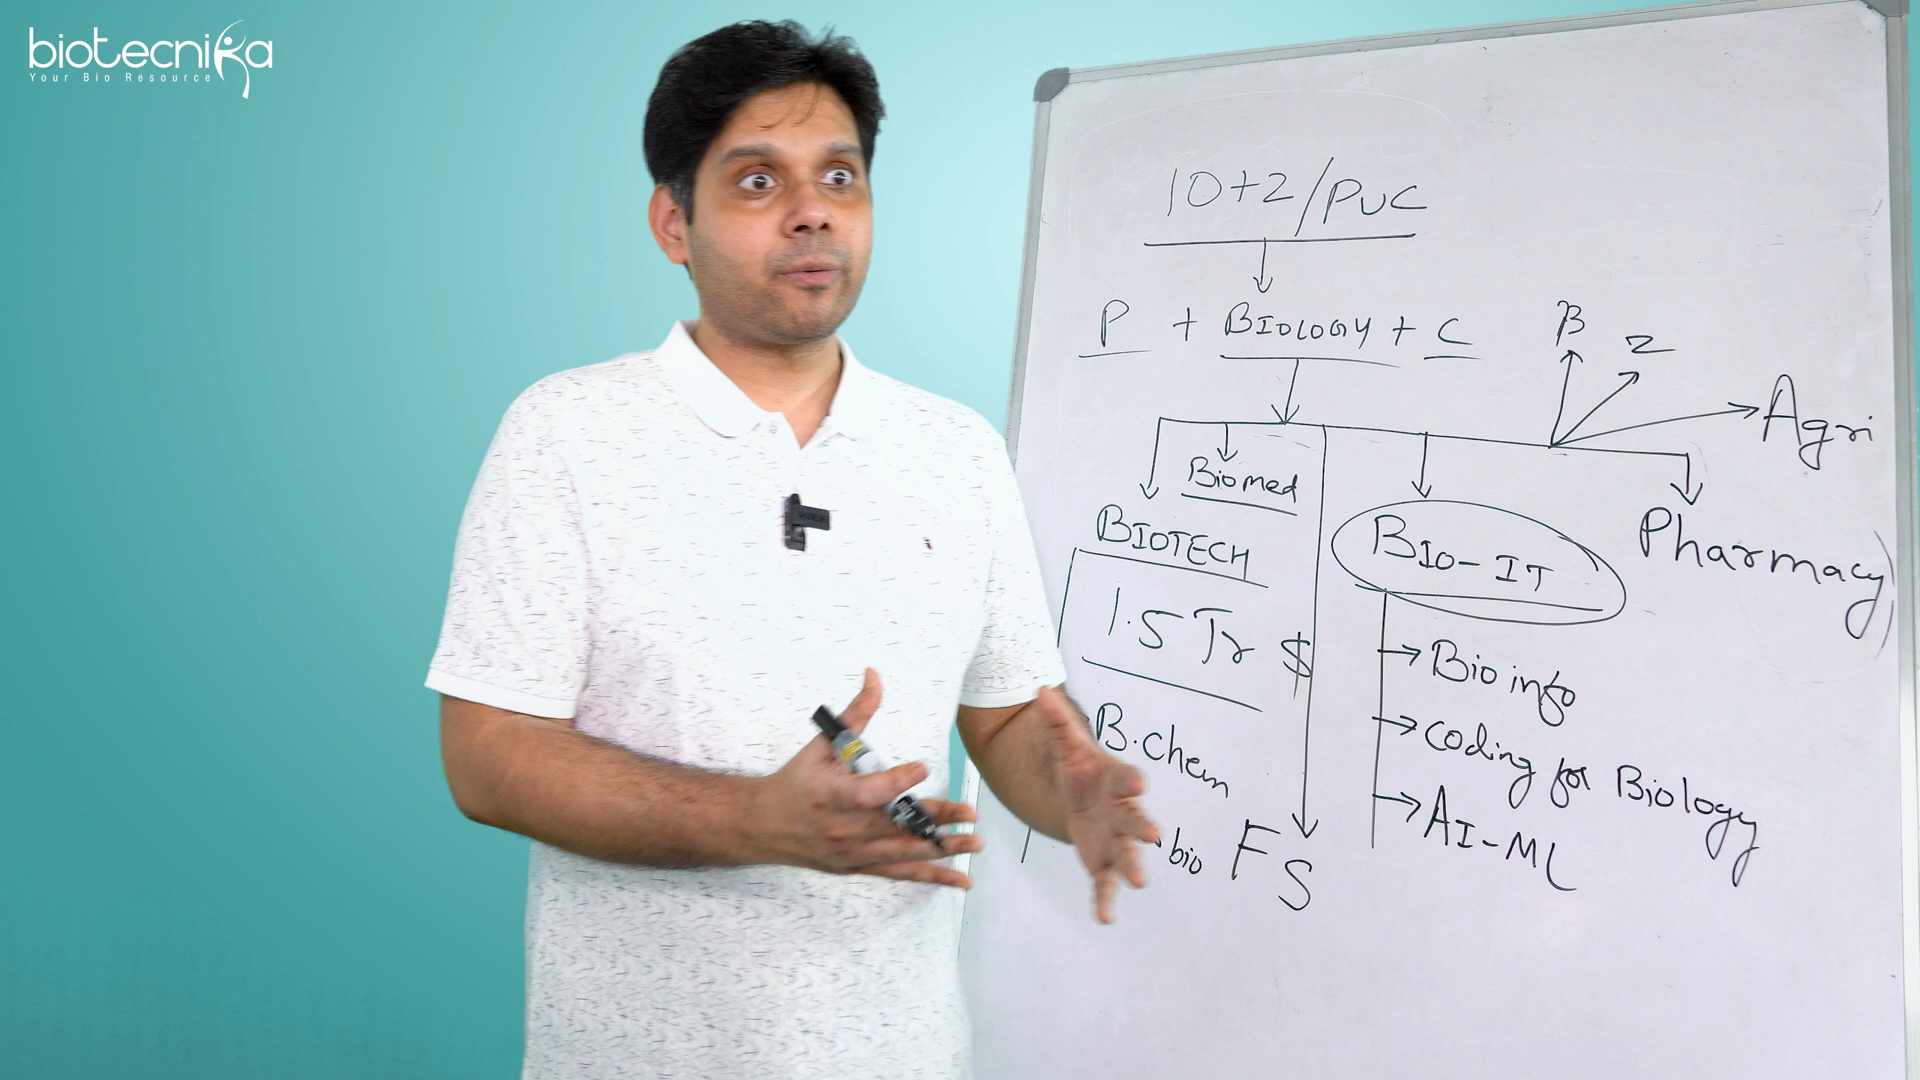 biotecnika
Your Bio Resource
10+2/PUC
P + BIOLOGY + C
B
Z
Agri
Biomed
BIOTECH
BIO-IT
Pharmacy
1.5 Tr $
Bio info
B.Chem
Coding for Biology
AI-ML
bio
FS